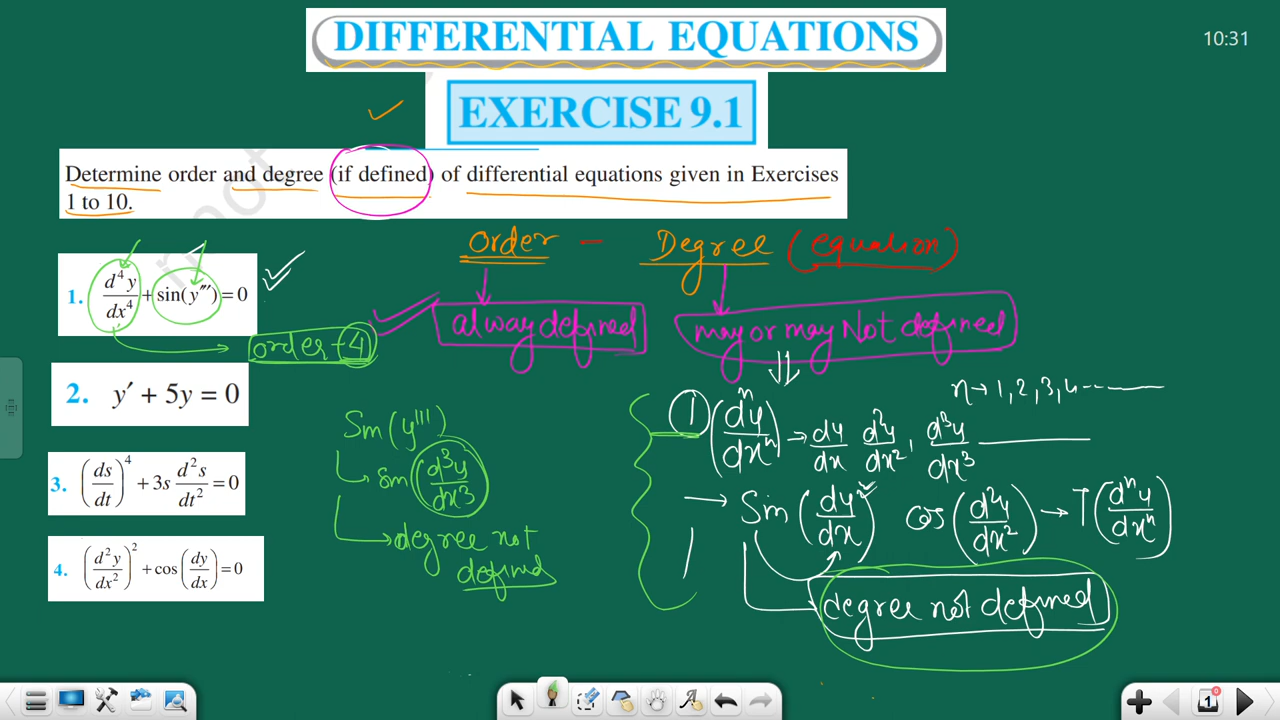 DIFFERENTIAL EQUATIONS
10:31
EXERCISE 9.1
Determine order and degree (if defined) of differential equations given in Exercises
1 to 10.
not
Order - Degree (equation)
1. d⁴y/dx⁴ + sin(y''') = 0
alway defined
may or may Not defined
order - 4
n → 1, 2, 3, 4 -------
2. y′ + 5y = 0
① (dⁿy/dxⁿ) → dy/dx d²y/dx², d³y/dx³ ———
Sin (y''')
sin (d³y/dx³)
3. (ds/dt)⁴ + 3s d²s/dt² = 0
→ Sin (dy/dx) cos (d²y/dx²) → T (dⁿy/dxⁿ)
→ degree not
defined
4. (d²y/dx²)² + cos (dy/dx) = 0
degree not defined
1